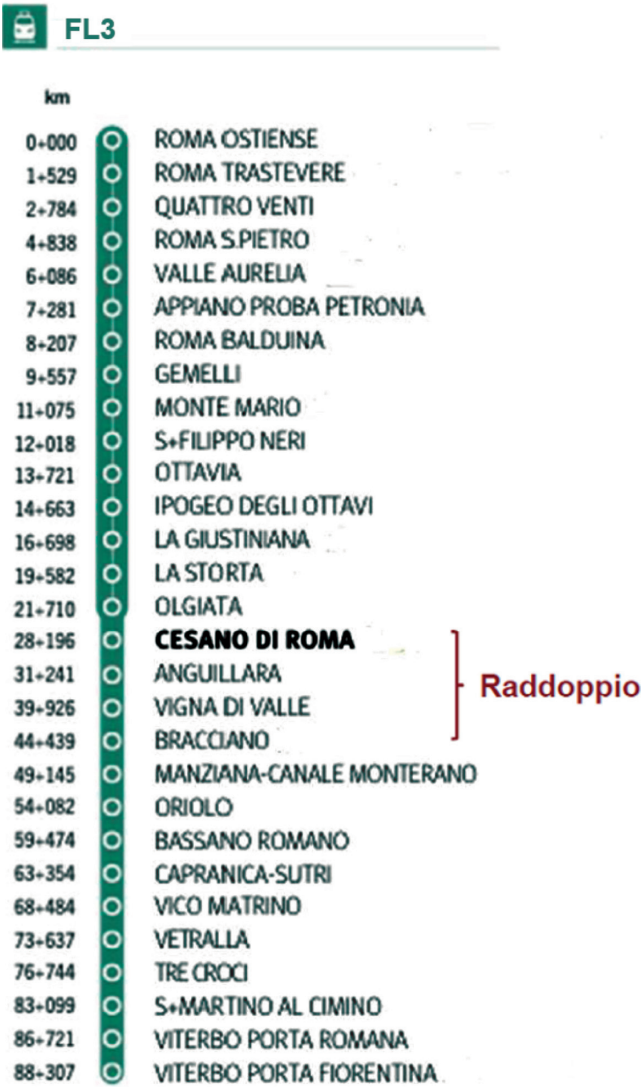 FL3
km
0+000 ROMA OSTIENSE
1+529 ROMA TRASTEVERE
2+784 QUATTRO VENTI
4+838 ROMA S.PIETRO
6+086 VALLE AURELIA
7+281 APPIANO PROBA PETRONIA
8+207 ROMA BALDUINA
9+557 GEMELLI
11+075 MONTE MARIO
12+018 S+FILIPPO NERI
13+721 OTTAVIA
14+663 IPOGEO DEGLI OTTAVI
16+698 LA GIUSTINIANA
19+582 LA STORTA
21+710 OLGIATA
28+196 CESANO DI ROMA
31+241 ANGUILLARA
Raddoppio
39+926 VIGNA DI VALLE
44+439 BRACCIANO
49+145 MANZIANA-CANALE MONTERANO
54+082 ORIOLO
59+474 BASSANO ROMANO
63+354 CAPRANICA-SUTRI
68+484 VICO MATRINO
73+637 VETRALLA
76+744 TRE CROCI
83+099 S+MARTINO AL CIMINO
86+721 VITERBO PORTA ROMANA
88+307 VITERBO PORTA FIORENTINA